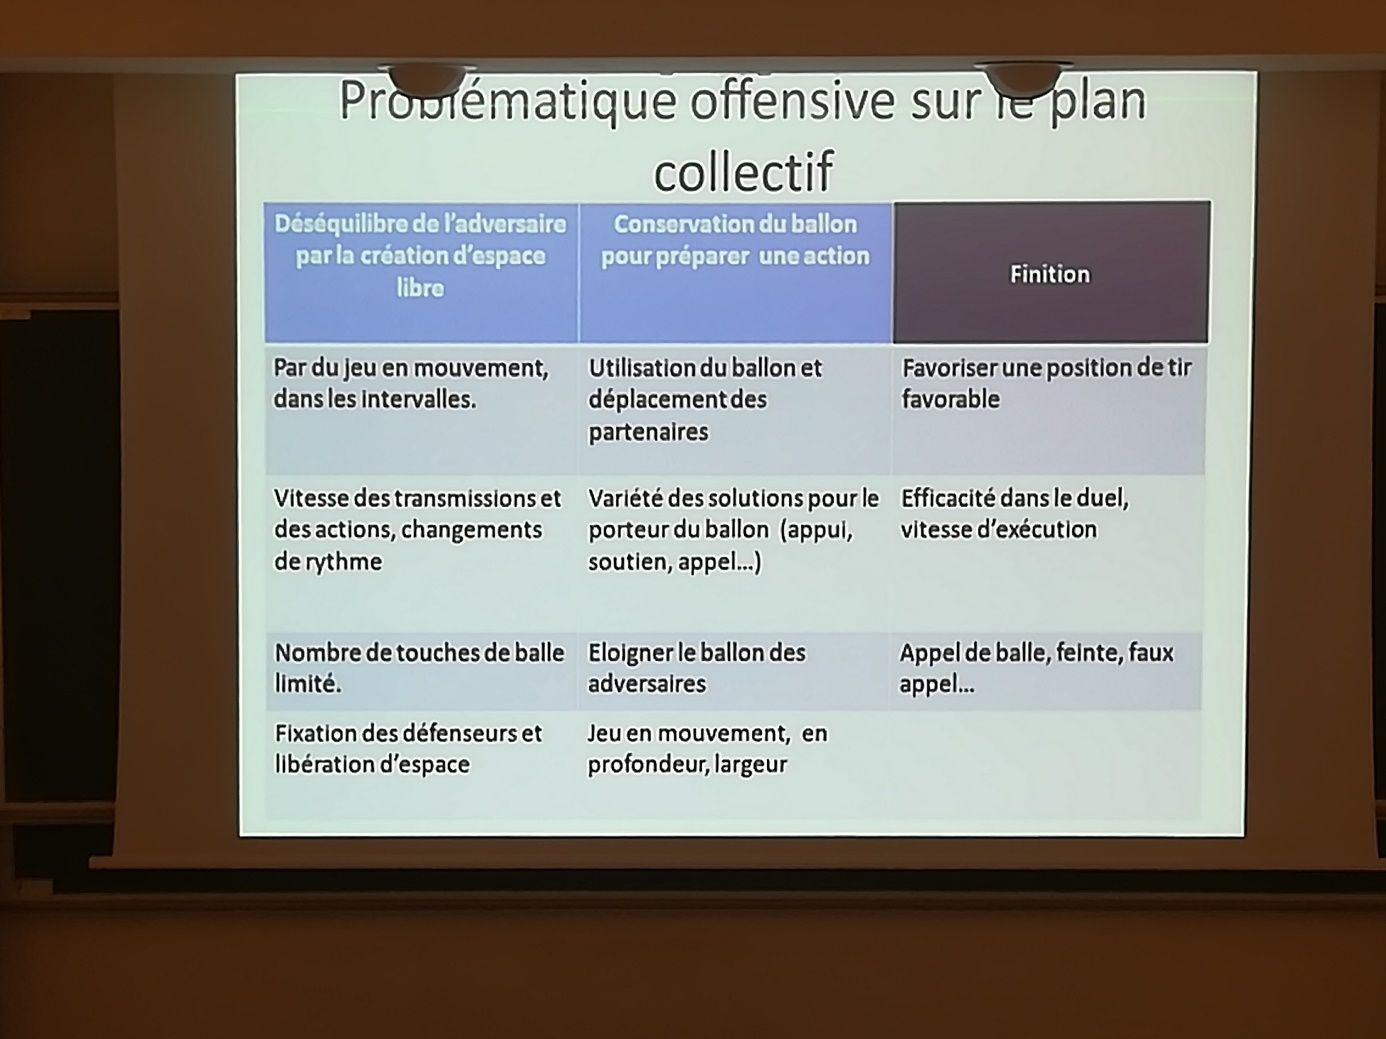 Problématique offensive sur le plan
collectif
Déséquilibre de l'adversaire
par la création d'espace
libre
Conservation du ballon
pour préparer une action
Finition
Par du jeu en mouvement,
dans les intervalles.
Utilisation du ballon et
déplacement des
partenaires
Favoriser une position de tir
favorable
Vitesse des transmissions et
des actions, changements
de rythme
Variété des solutions pour le
porteur du ballon (appui,
soutien, appel...)
Efficacité dans le duel,
vitesse d'exécution
Nombre de touches de balle
limité.
Eloigner le ballon des
adversaires
Appel de balle, feinte, faux
appel...
Fixation des défenseurs et
libération d'espace
Jeu en mouvement, en
profondeur, largeur